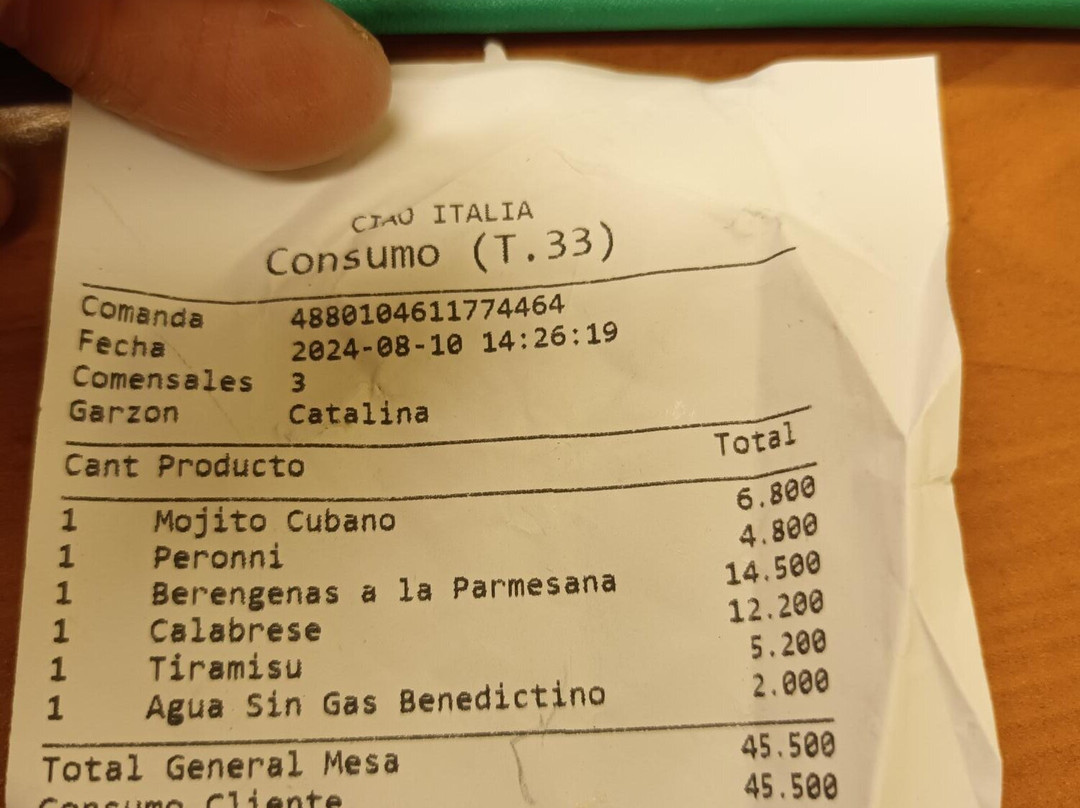 CIAO ITALIA
Consumo (T.33)
Comanda 4880104611774464
Fecha 2024-08-10 14:26:19
Comensales 3
Garzon Catalina
Cant Producto Total
1 Mojito Cubano 6.800
1 Peronni 4.800
1 Berengenas a la Parmesana 14.500
1 Calabrese 12.200
1 Tiramisu 5.200
1 Agua Sin Gas Benedictino 2.000
Total General Mesa 45.500
Consumo Cliente 45.500